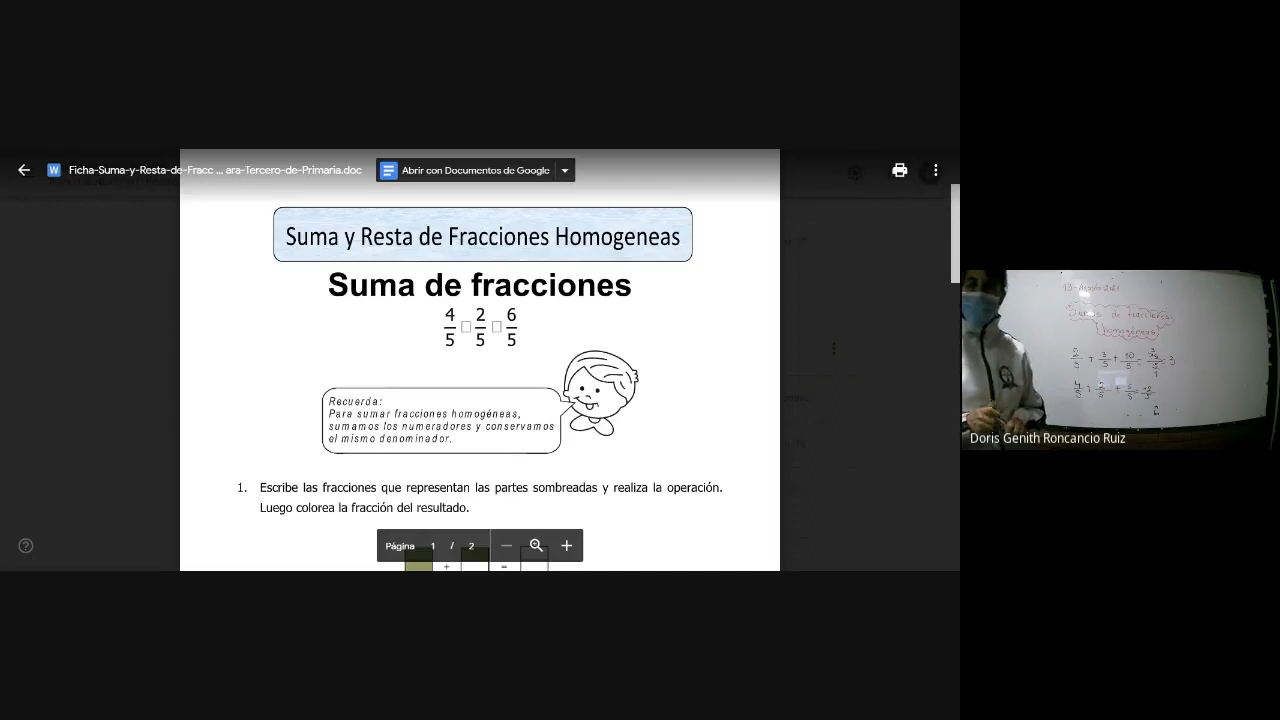 Ficha-Suma-y-Resta-de-Fracc ... ara-Tercero-de-Primaria.doc
Abrir con Documentos de Google
Suma y Resta de Fracciones Homogeneas
Suma de fracciones
4/5 □ 2/5 □ 6/5
Recuerda:
Para sumar fracciones homogéneas,
sumamos los numeradores y conservamos
el mismo denominador.
1. Escribe las fracciones que representan las partes sombreadas y realiza la operación.
Luego colorea la fracción del resultado.
Página 1 / 2
+ =
de fracciones
homogéneas
Doris Genith Roncancio Ruiz